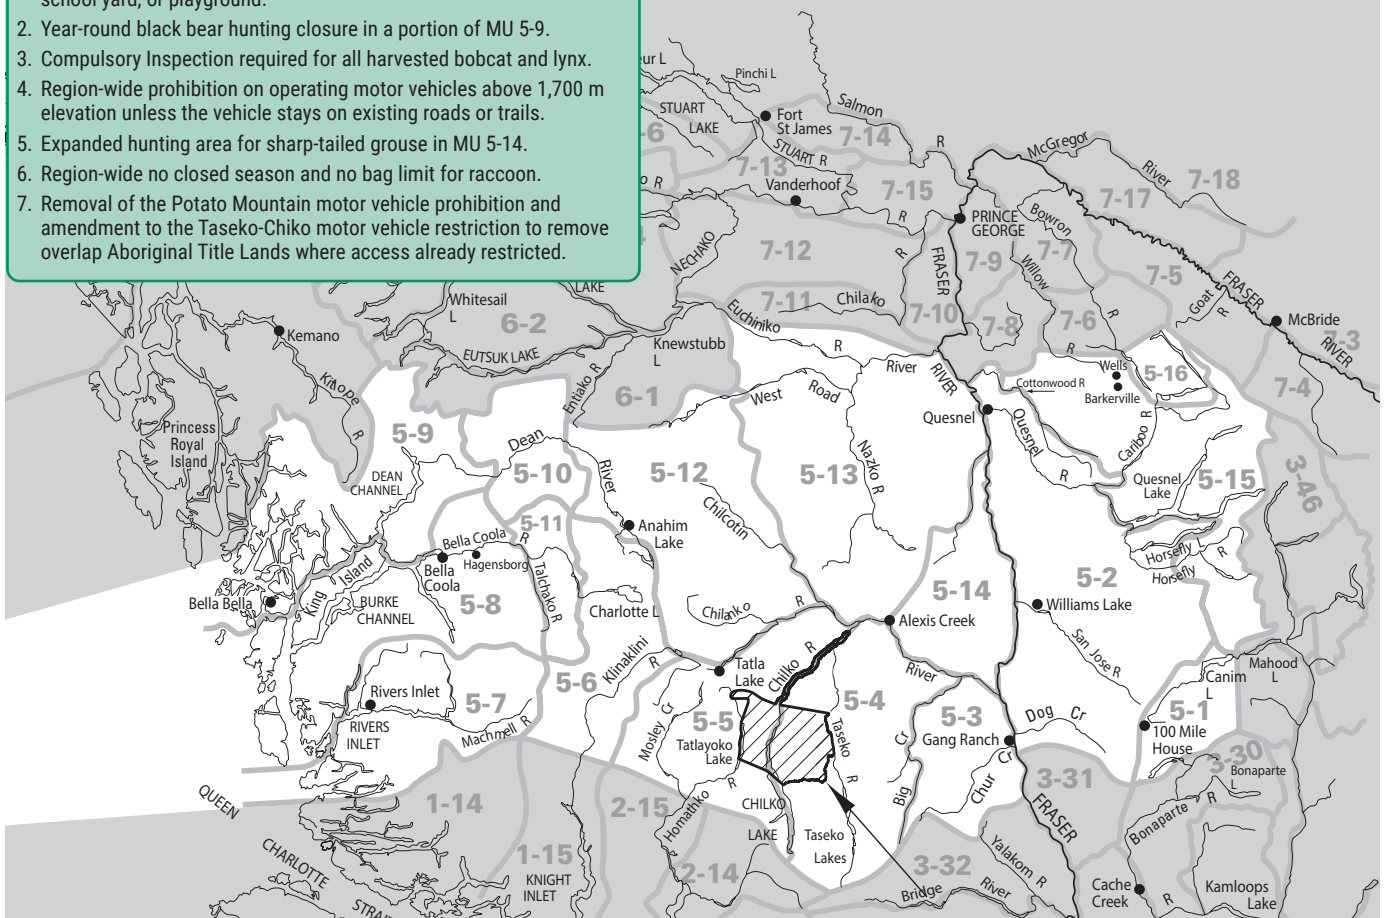 school yard, or playground.
2. Year-round black bear hunting closure in a portion of MU 5-9.
3. Compulsory Inspection required for all harvested bobcat and lynx.
4. Region-wide prohibition on operating motor vehicles above 1,700 m
elevation unless the vehicle stays on existing roads or trails.
5. Expanded hunting area for sharp-tailed grouse in MU 5-14.
6. Region-wide no closed season and no bag limit for raccoon.
7. Removal of the Potato Mountain motor vehicle prohibition and
amendment to the Taseko-Chiko motor vehicle restriction to remove
overlap Aboriginal Title Lands where access already restricted.
Pinchi L
STUART
LAKE
Fort
St James
Salmon
R
7-14
7-13
STUART R
Vanderhoof
7-15
R
McGregor
River
7-18
7-17
PRINCE
GEORGE
Bowron
NECHAKO
7-12
R
FRASER
7-9
7-7
Willow
7-5
FRASER
Goat
R
RIVER
McBride
7-3
LAKE
Whitesail
L
6-2
Kemano
EUTSUK LAKE
Knewstubb
L
Euchiniko
R
River
7-11
Chilako
7-10
7-8
7-6
R
R
RIVER
Wells
Barkerville
5-16
Cottonwood R
7-4
Kitlope
R
Entiako R
6-1
West
Road
Quesnel
Quesnel
R
Cariboo R
Princess
Royal
Island
5-9
Dean
River
5-10
5-12
5-13
Nazko R
Quesnel
Lake
5-15
3-46
DEAN
CHANNEL
5-11
Chilcotin
Anahim
Lake
Bella Coola
R
Hagensborg
Bella
Coola
Talchako R
Horsefly L
R
Horsefly
5-2
5-14
King
Island
Bella Bella
BURKE
CHANNEL
5-8
Charlotte L
Chilanko
R
Alexis Creek
Williams Lake
San Jose R
Klinaklini
R
Tatla
Lake
Chilko R
River
Canim
L
Mahood
L
5-6
Rivers Inlet
RIVERS
INLET
5-7
Machmell R
Mosley Cr
5-5
Tatlayoko
Lake
5-4
Taseko
R
5-3
Gang Ranch
Dog Cr
5-1
100 Mile
House
3-30
Bonaparte
L
QUEEN
CHARLOTTE
1-14
1-15
KNIGHT
INLET
2-15
Homathko R
CHILKO
LAKE
Taseko
Lakes
Big Cr
Chur Cr
3-31
FRASER
Bonaparte R
2-14
3-32
Yalakom R
Bridge
River
Cache
Creek
R
Kamloops
Lake